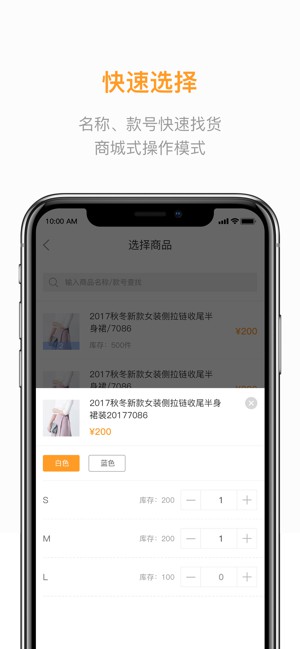 快速选择
名称、款号快速找货
商城式操作模式
10:00 AM
选择商品
输入商品名称/款号查找
2017秋冬新款女装侧拉链收尾半
身裙/7086
¥200
库存：500件
2017秋冬新款女装侧拉链收尾半
身裙/7086
¥200
2017秋冬新款女装侧拉链收尾半身
裙装20177086
¥200
白色 蓝色
S 库存：200 — 1 +
M 库存：200 — 1 +
L 库存：100 — 0 +